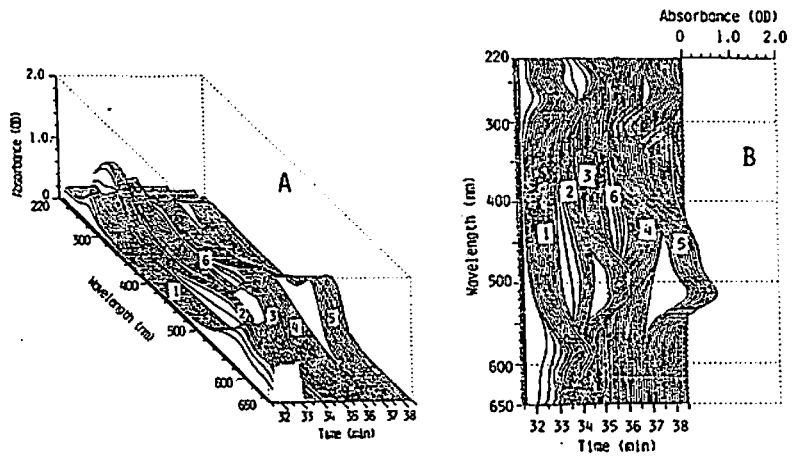 Absorbance (OD)
0 1.0 2.0
2.0
1.0
0
Absorbance (OD)
A
220
300
400
500
600
650
Wavelength (nm)
1
2
3
4
5
6
32 33 34 35 36 37 38
Time (min)
220
300
400
500
600
650
Wavelength (nm)
B
1
2
3
4
5
6
32 33 34 35 36 37 38
Time (min)